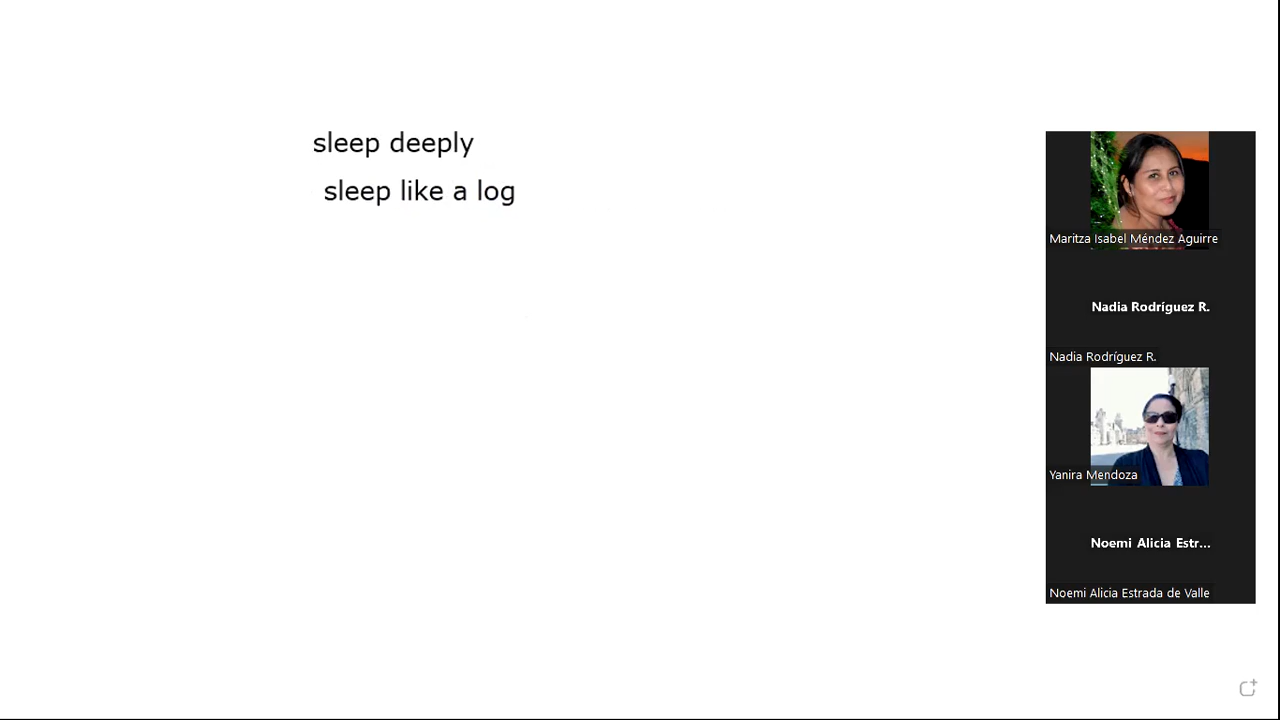 sleep deeply
sleep like a log
Maritza Isabel Méndez Aguirre
Nadia Rodríguez R.
Nadia Rodríguez R.
Yanira Mendoza
Noemi Alicia Estr...
Noemi Alicia Estrada de Valle